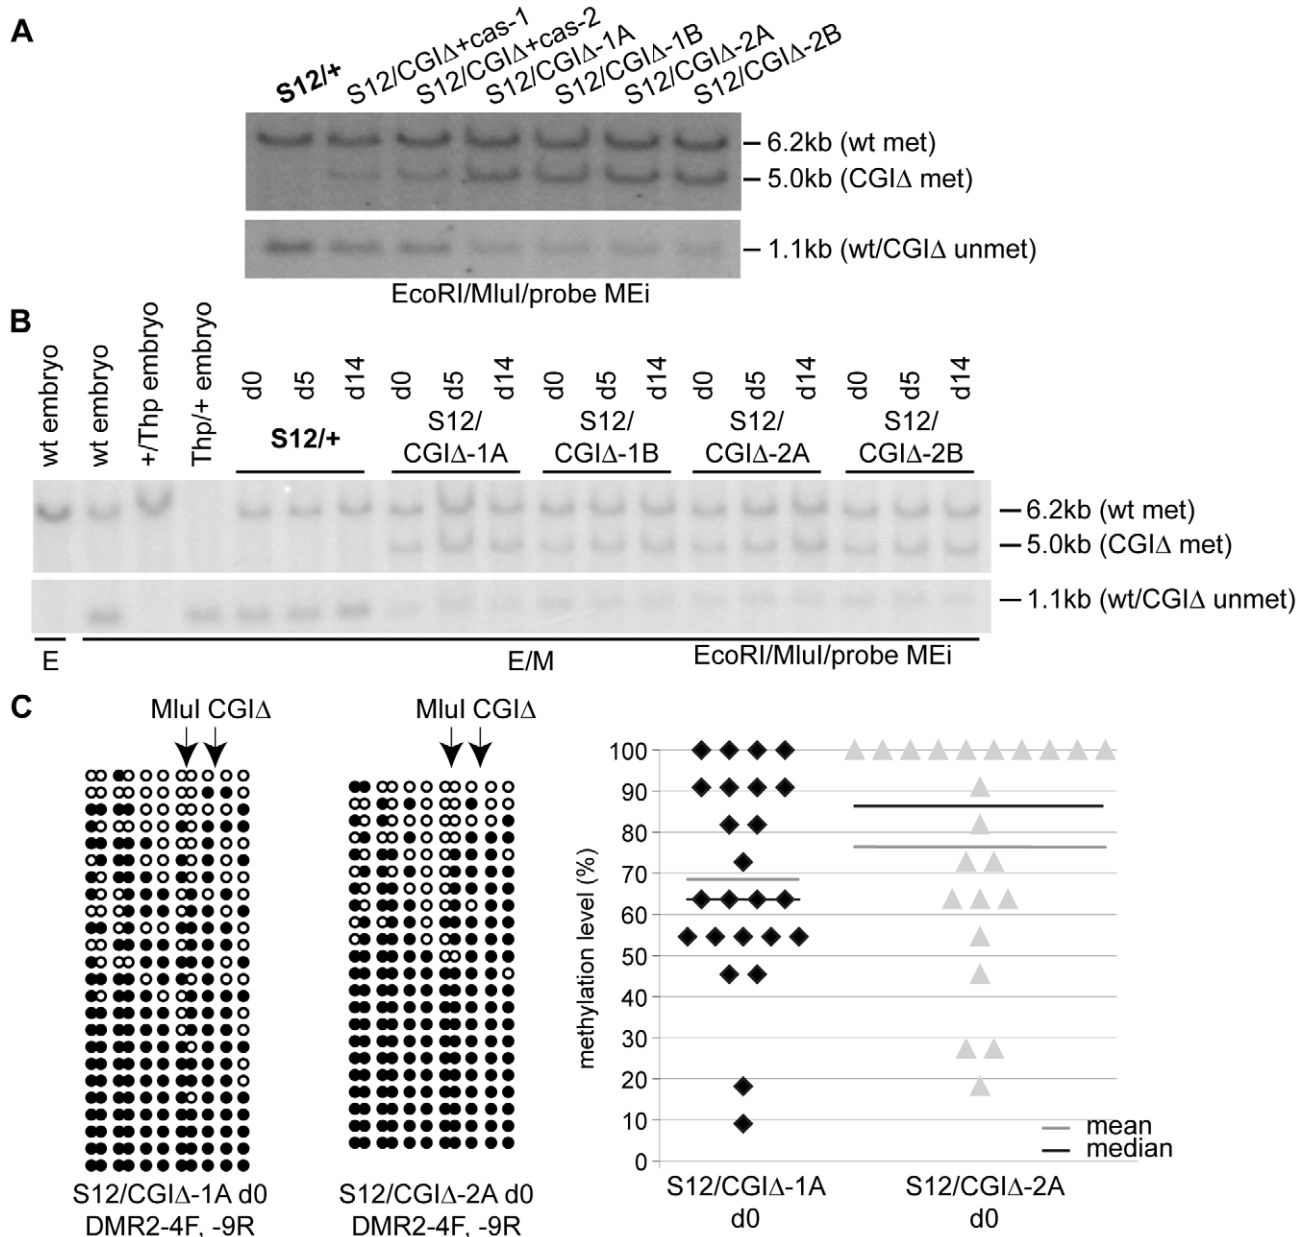 A
S12/+
S12/CGIΔ+cas-1
S12/CGIΔ+cas-2
S12/CGIΔ-1A
S12/CGIΔ-1B
S12/CGIΔ-2A
S12/CGIΔ-2B
6.2kb (wt met)
5.0kb (CGIΔ met)
1.1kb (wt/CGIΔ unmet)
EcoRI/MluI/probe MEi
B
wt embryo
wt embryo
+/Thp embryo
Thp/+ embryo
d0 d5 d14 d0 d5 d14 d0 d5 d14 d0 d5 d14 d0 d5 d14
S12/+
S12/ S12/ S12/ S12/
CGIΔ-1A CGIΔ-1B CGIΔ-2A CGIΔ-2B
6.2kb (wt met)
5.0kb (CGIΔ met)
1.1kb (wt/CGIΔ unmet)
E E/M EcoRI/MluI/probe MEi
C
MluI CGIΔ
MluI CGIΔ
S12/CGIΔ-1A d0
DMR2-4F, -9R
S12/CGIΔ-2A d0
DMR2-4F, -9R
methylation level (%)
100
90
80
70
60
50
40
30
20
10
0
mean
median
S12/CGIΔ-1A
d0
S12/CGIΔ-2A
d0